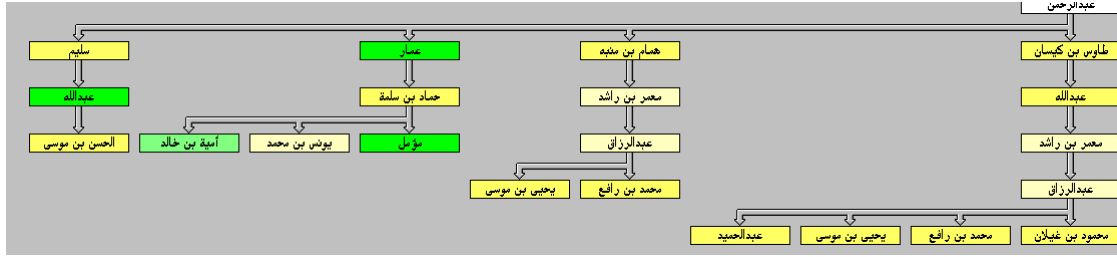 عبدالرحمن
طاوس بن كيسان
همام بن منبه
عمار
سليم
عبدالله
معمر بن راشد
حماد بن سلمة
عبدالله
معمر بن راشد
عبدالرزاق
مؤمل
يونس بن محمد
أمية بن خالد
الحسن بن موسى
عبدالرزاق
محمد بن رافع
يحيى بن موسى
محمود بن غيلان
محمد بن رافع
يحيى بن موسى
عبدالحميد